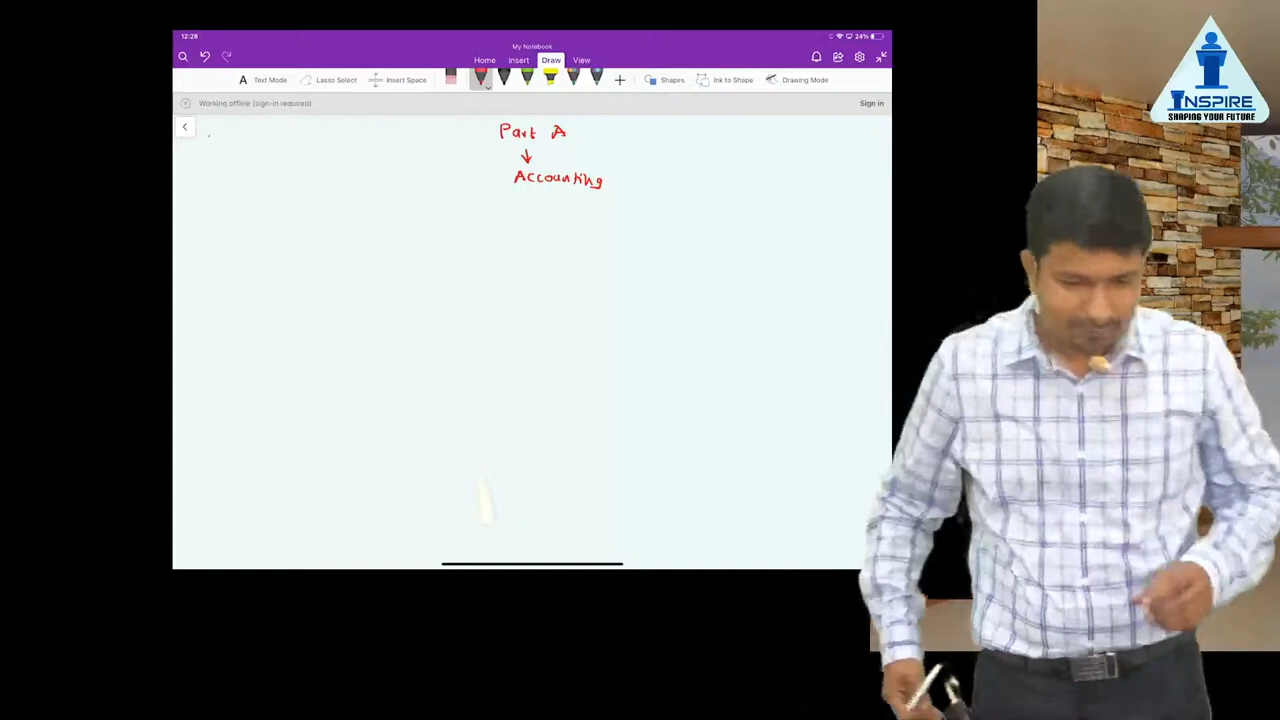 12:28
24%
My Notebook
Home Insert Draw View
Text Mode Lasso Select Insert Space Shapes Ink to Shape Drawing Mode
Working offline (sign-in required) Sign in
Part A
Accounting
INSPIRE
SHAPING YOUR FUTURE